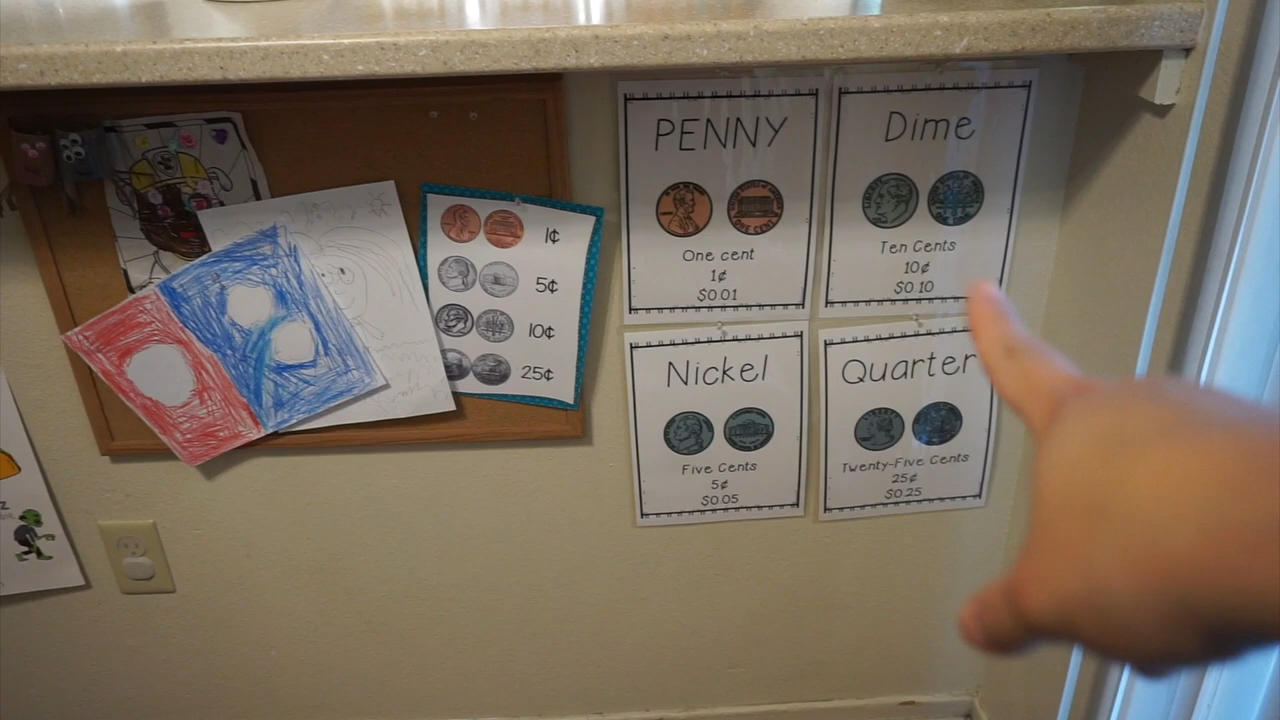 1¢
5¢
10¢
25¢
PENNY
One cent
1¢
$0.01
Dime
Ten Cents
10¢
$0.10
Nickel
Five Cents
5¢
$0.05
Quarter
Twenty-Five Cents
25¢
$0.25